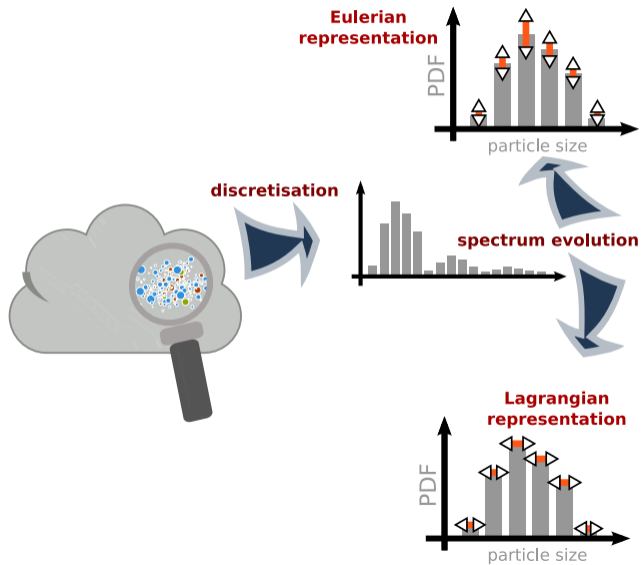 Eulerian
representation
PDF
particle size
discretisation
spectrum evolution
Lagrangian
representation
PDF
particle size